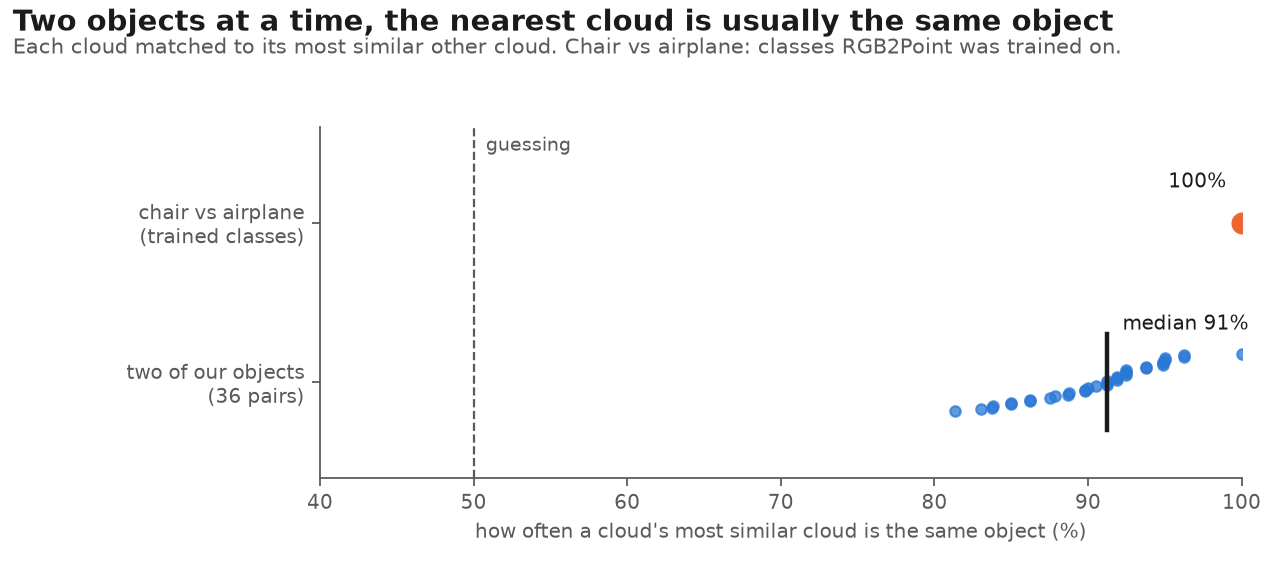 Two objects at a time, the nearest cloud is usually the same object
Each cloud matched to its most similar other cloud. Chair vs airplane: classes RGB2Point was trained on.
guessing
100%
chair vs airplane
(trained classes)
median 91%
two of our objects
(36 pairs)
40 50 60 70 80 90 100
how often a cloud's most similar cloud is the same object (%)